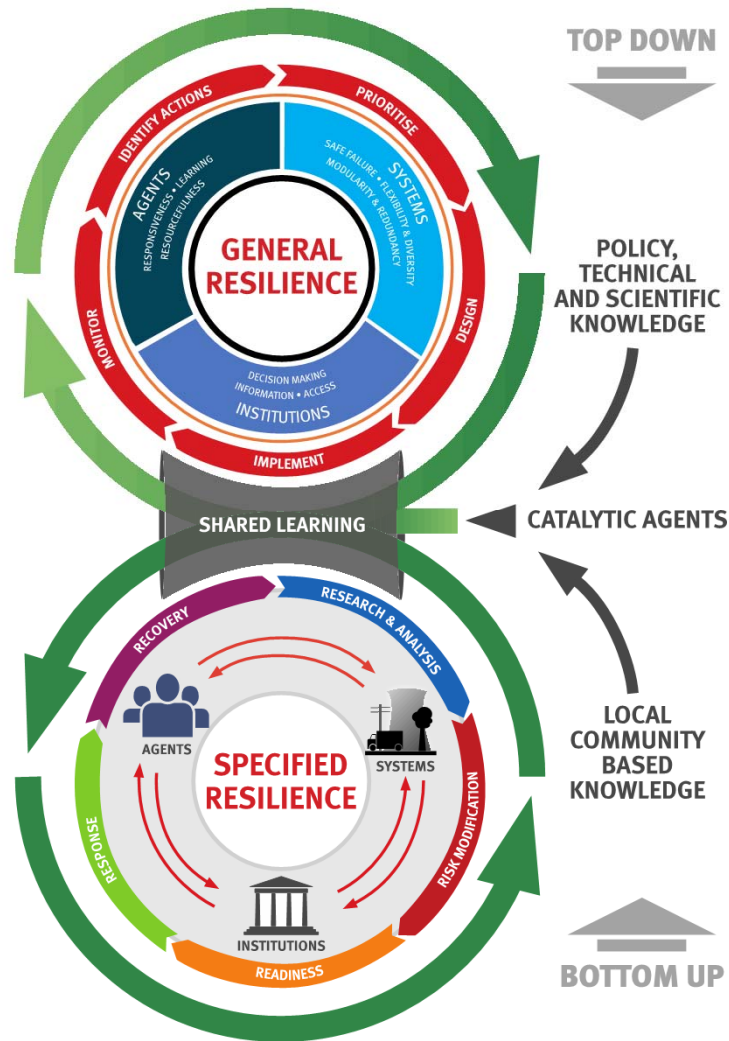 TOP DOWN
IDENTIFY ACTIONS
PRIORITISE
DESIGN
IMPLEMENT
MONITOR
AGENTS
RESPONSIVENESS • LEARNING
RESOURCEFULNESS
SYSTEMS
SAFE FAILURE • FLEXIBILITY & DIVERSITY
MODULARITY & REDUNDANCY
GENERAL
RESILIENCE
DECISION MAKING
INFORMATION • ACCESS
INSTITUTIONS
POLICY,
TECHNICAL
AND SCIENTIFIC
KNOWLEDGE
SHARED LEARNING
CATALYTIC AGENTS
RECOVERY
RESEARCH & ANALYSIS
RISK MODIFICATION
READINESS
RESPONSE
AGENTS
SYSTEMS
SPECIFIED
RESILIENCE
INSTITUTIONS
LOCAL
COMMUNITY
BASED
KNOWLEDGE
BOTTOM UP